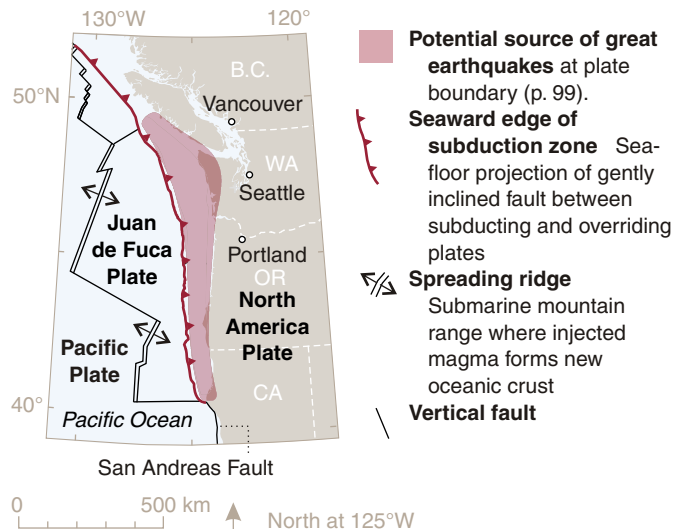 130°W
120°
50°N
B.C.
Vancouver
WA
Seattle
Juan
de Fuca
Plate
Portland
OR
North
America
Plate
Pacific
Plate
CA
40°
Pacific Ocean
San Andreas Fault
0
500 km
North at 125°W
Potential source of great
earthquakes at plate
boundary (p. 99).
Seaward edge of
subduction zone Sea-
floor projection of gently
inclined fault between
subducting and overriding
plates
Spreading ridge
Submarine mountain
range where injected
magma forms new
oceanic crust
Vertical fault